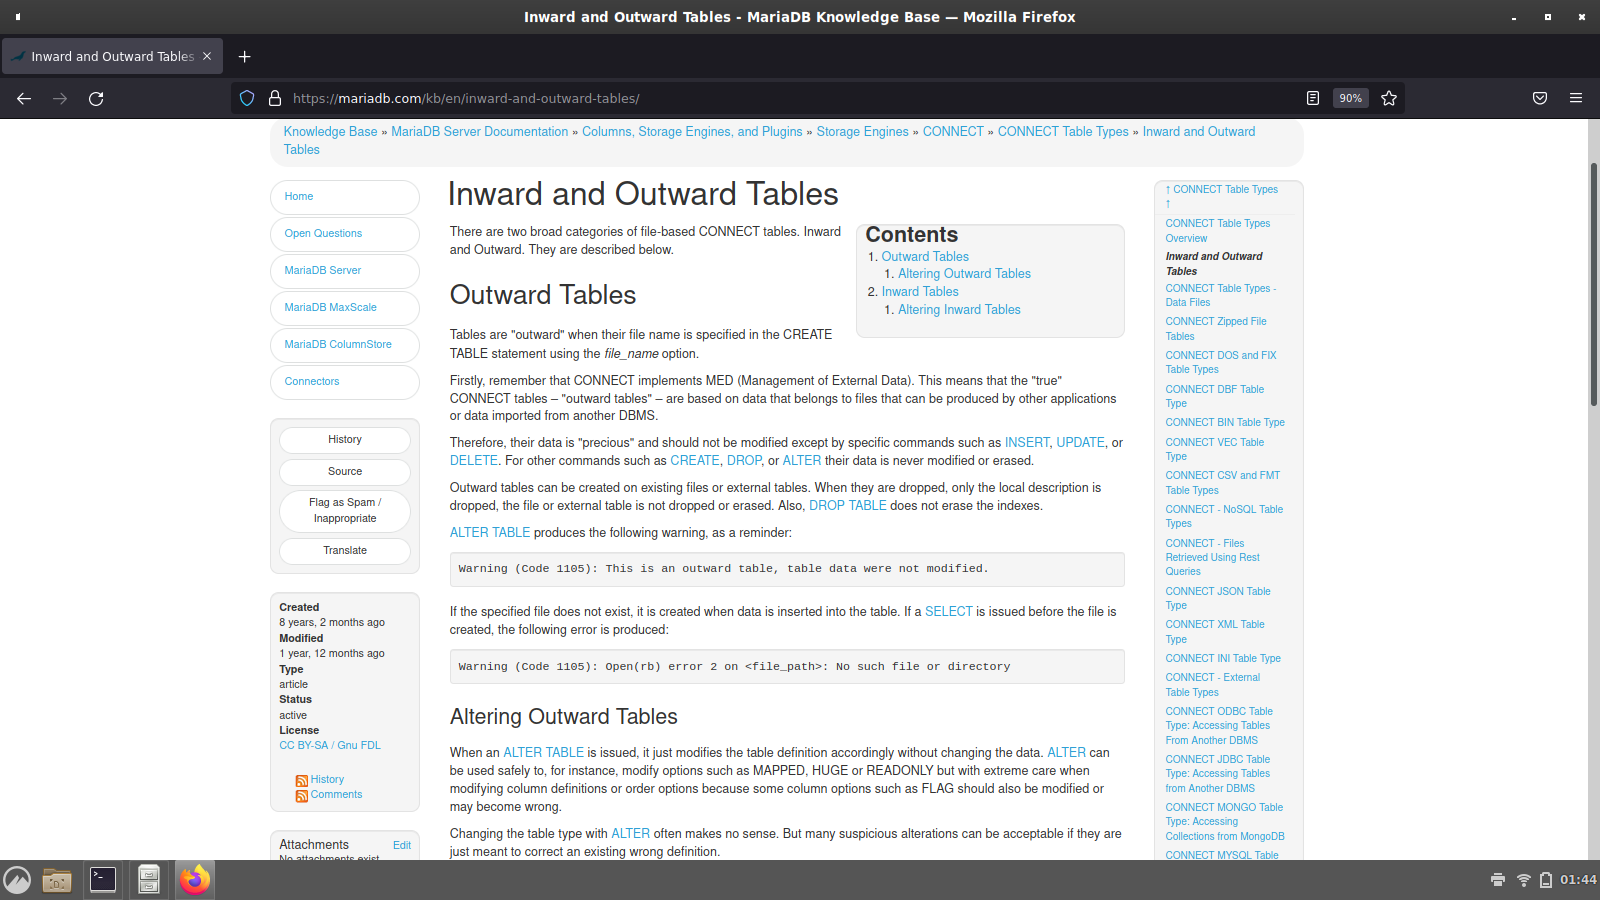 Inward and Outward Tables - MariaDB Knowledge Base — Mozilla Firefox
Inward and Outward Tables
https://mariadb.com/kb/en/inward-and-outward-tables/
90%
Knowledge Base » MariaDB Server Documentation » Columns, Storage Engines, and Plugins » Storage Engines » CONNECT » CONNECT Table Types » Inward and Outward
Tables
Home
Open Questions
MariaDB Server
MariaDB MaxScale
MariaDB ColumnStore
Connectors
History
Source
Flag as Spam /
Inappropriate
Translate
Created
8 years, 2 months ago
Modified
1 year, 12 months ago
Type
article
Status
active
License
CC BY-SA / Gnu FDL
History
Comments
Attachments
Edit
No attachments exist
Inward and Outward Tables
There are two broad categories of file-based CONNECT tables. Inward
and Outward. They are described below.
Contents
1. Outward Tables
1. Altering Outward Tables
2. Inward Tables
1. Altering Inward Tables
Outward Tables
Tables are "outward" when their file name is specified in the CREATE
TABLE statement using the file_name option.
Firstly, remember that CONNECT implements MED (Management of External Data). This means that the "true"
CONNECT tables – "outward tables" – are based on data that belongs to files that can be produced by other applications
or data imported from another DBMS.
Therefore, their data is "precious" and should not be modified except by specific commands such as INSERT, UPDATE, or
DELETE. For other commands such as CREATE, DROP, or ALTER their data is never modified or erased.
Outward tables can be created on existing files or external tables. When they are dropped, only the local description is
dropped, the file or external table is not dropped or erased. Also, DROP TABLE does not erase the indexes.
ALTER TABLE produces the following warning, as a reminder:
Warning (Code 1105): This is an outward table, table data were not modified.
If the specified file does not exist, it is created when data is inserted into the table. If a SELECT is issued before the file is
created, the following error is produced:
Warning (Code 1105): Open(rb) error 2 on <file_path>: No such file or directory
Altering Outward Tables
When an ALTER TABLE is issued, it just modifies the table definition accordingly without changing the data. ALTER can
be used safely to, for instance, modify options such as MAPPED, HUGE or READONLY but with extreme care when
modifying column definitions or order options because some column options such as FLAG should also be modified or
may become wrong.
Changing the table type with ALTER often makes no sense. But many suspicious alterations can be acceptable if they are
just meant to correct an existing wrong definition.
↑ CONNECT Table Types
↑
CONNECT Table Types
Overview
Inward and Outward
Tables
CONNECT Table Types -
Data Files
CONNECT Zipped File
Tables
CONNECT DOS and FIX
Table Types
CONNECT DBF Table
Type
CONNECT BIN Table Type
CONNECT VEC Table
Type
CONNECT CSV and FMT
Table Types
CONNECT - NoSQL Table
Types
CONNECT - Files
Retrieved Using Rest
Queries
CONNECT JSON Table
Type
CONNECT XML Table
Type
CONNECT INI Table Type
CONNECT - External
Table Types
CONNECT ODBC Table
Type: Accessing Tables
From Another DBMS
CONNECT JDBC Table
Type: Accessing Tables
from Another DBMS
CONNECT MONGO Table
Type: Accessing
Collections from MongoDB
CONNECT MYSQL Table
01:44